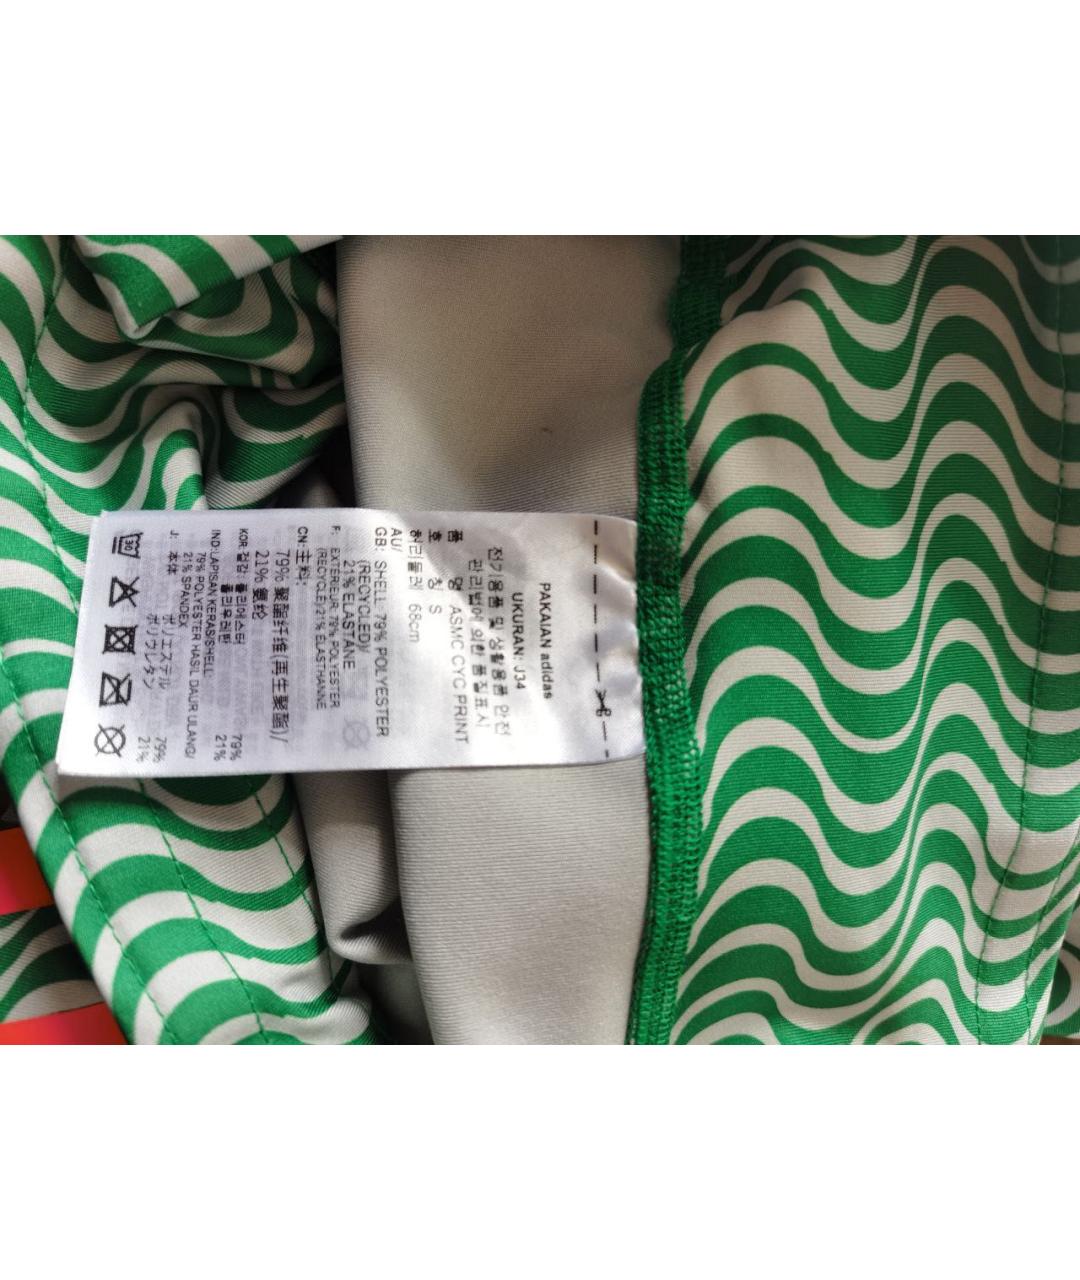 PAKAIAN adidas
UKURAN: J34
전기용품 및 생활용품 안전
관리법에 의한 품질표시
품 명 ASMC CYC PRINT
호 칭 S
허리둘레 68cm
AU/
GB: SHELL: 79% POLYESTER
(RECYCLED)/
21% ELASTANE
F: EXTÉRIEUR: 79% POLYESTER
(RECYCLE)/21% ELASTHANNE
CN: 主料:
79% 聚酯纤维(再生聚酯)/
21% 氨纶
KOR: 겉감 폴리에스터 79%
폴리우레탄 21%
IND: LAPISAN KERAS/SHELL:
79% POLYESTER HASIL DAUR ULANG/
21% SPANDEX
J: 本体 ポリエステル 79%
ポリウレタン 21%
30